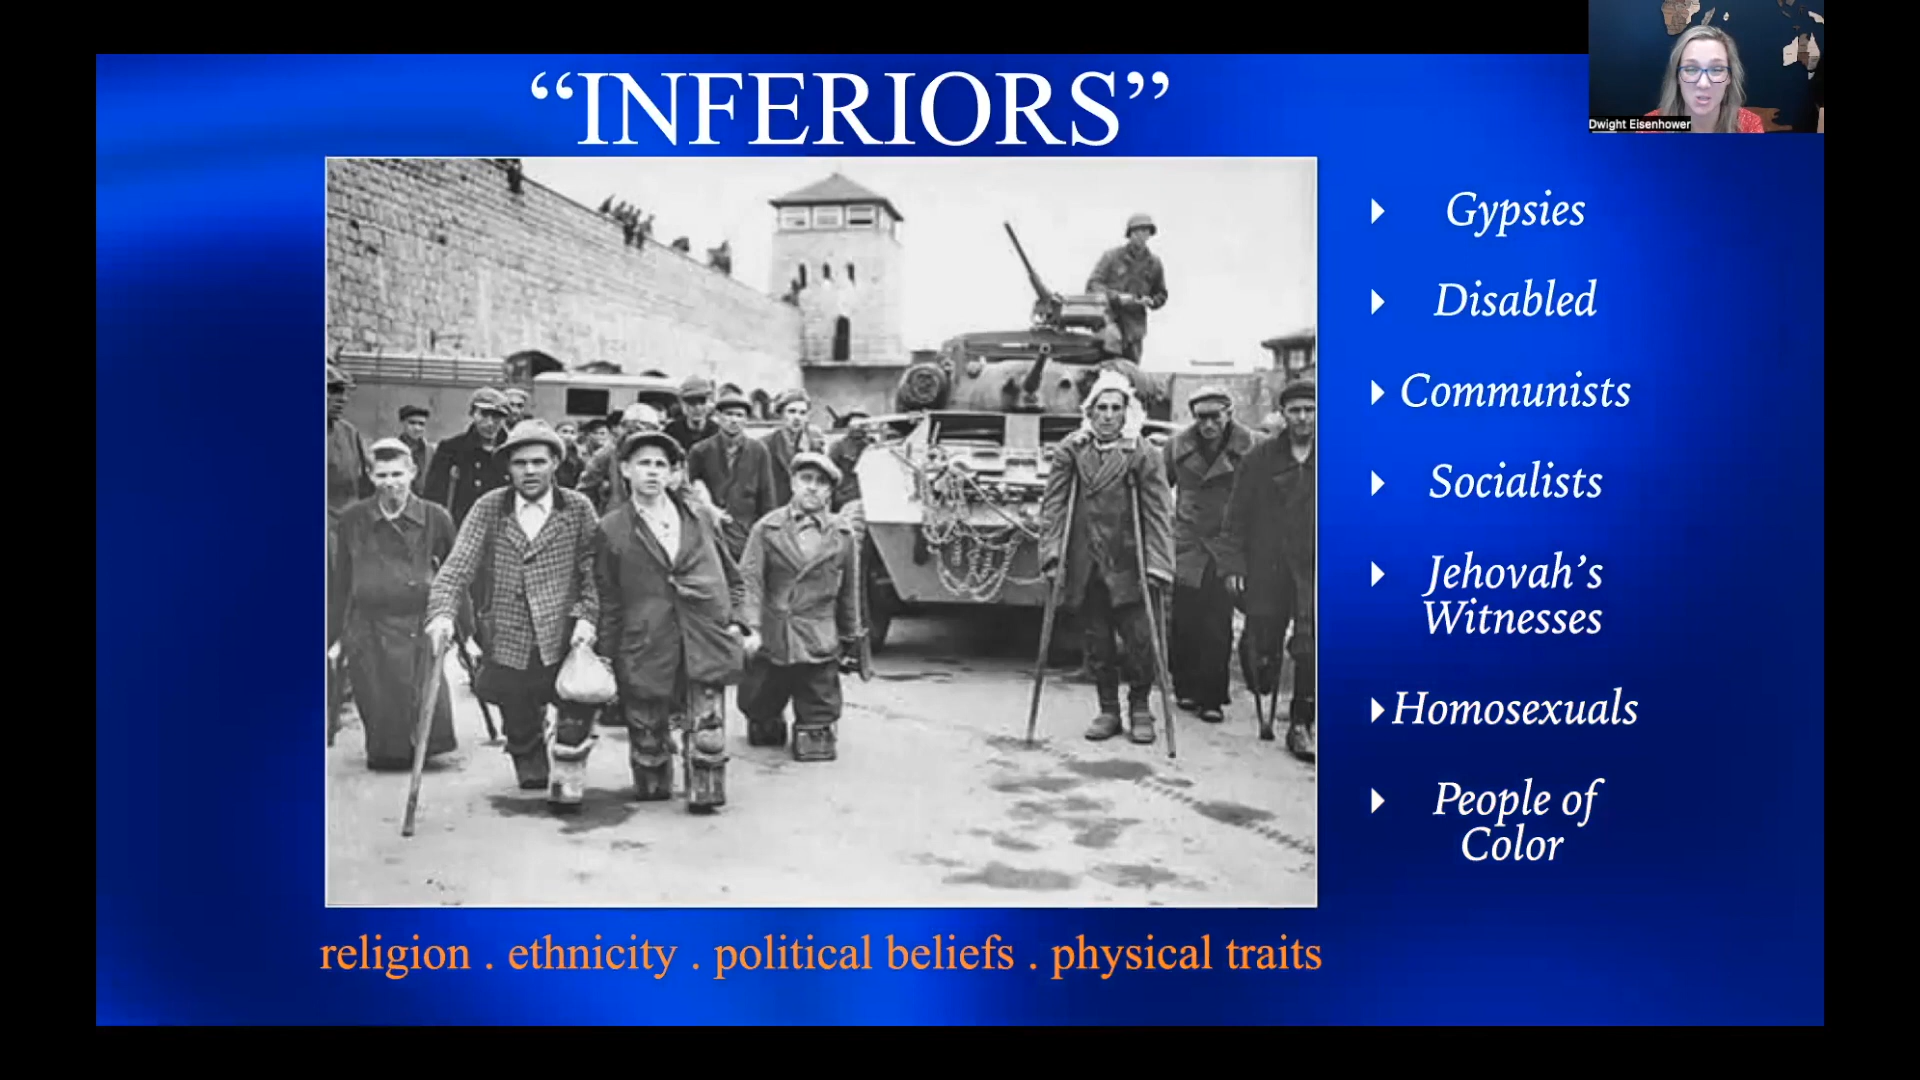 “INFERIORS”
Dwight Eisenhower
Gypsies
Disabled
Communists
Socialists
Jehovah’s
Witnesses
Homosexuals
People of
Color
religion . ethnicity . political beliefs . physical traits